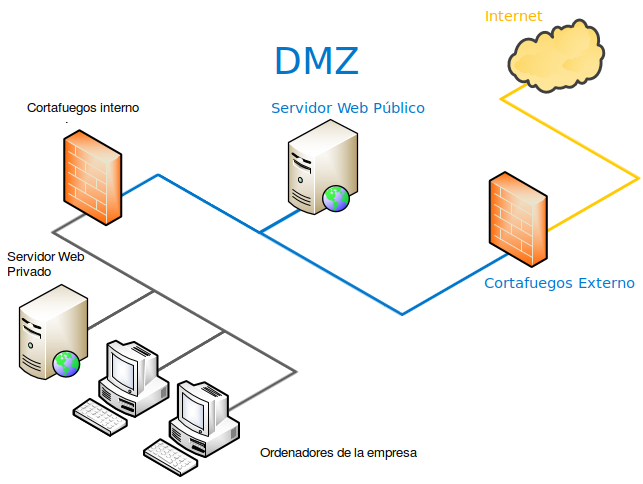 Internet
DMZ
Cortafuegos interno
.
Servidor Web Público
Servidor Web
Privado
Cortafuegos Externo
Ordenadores de la empresa